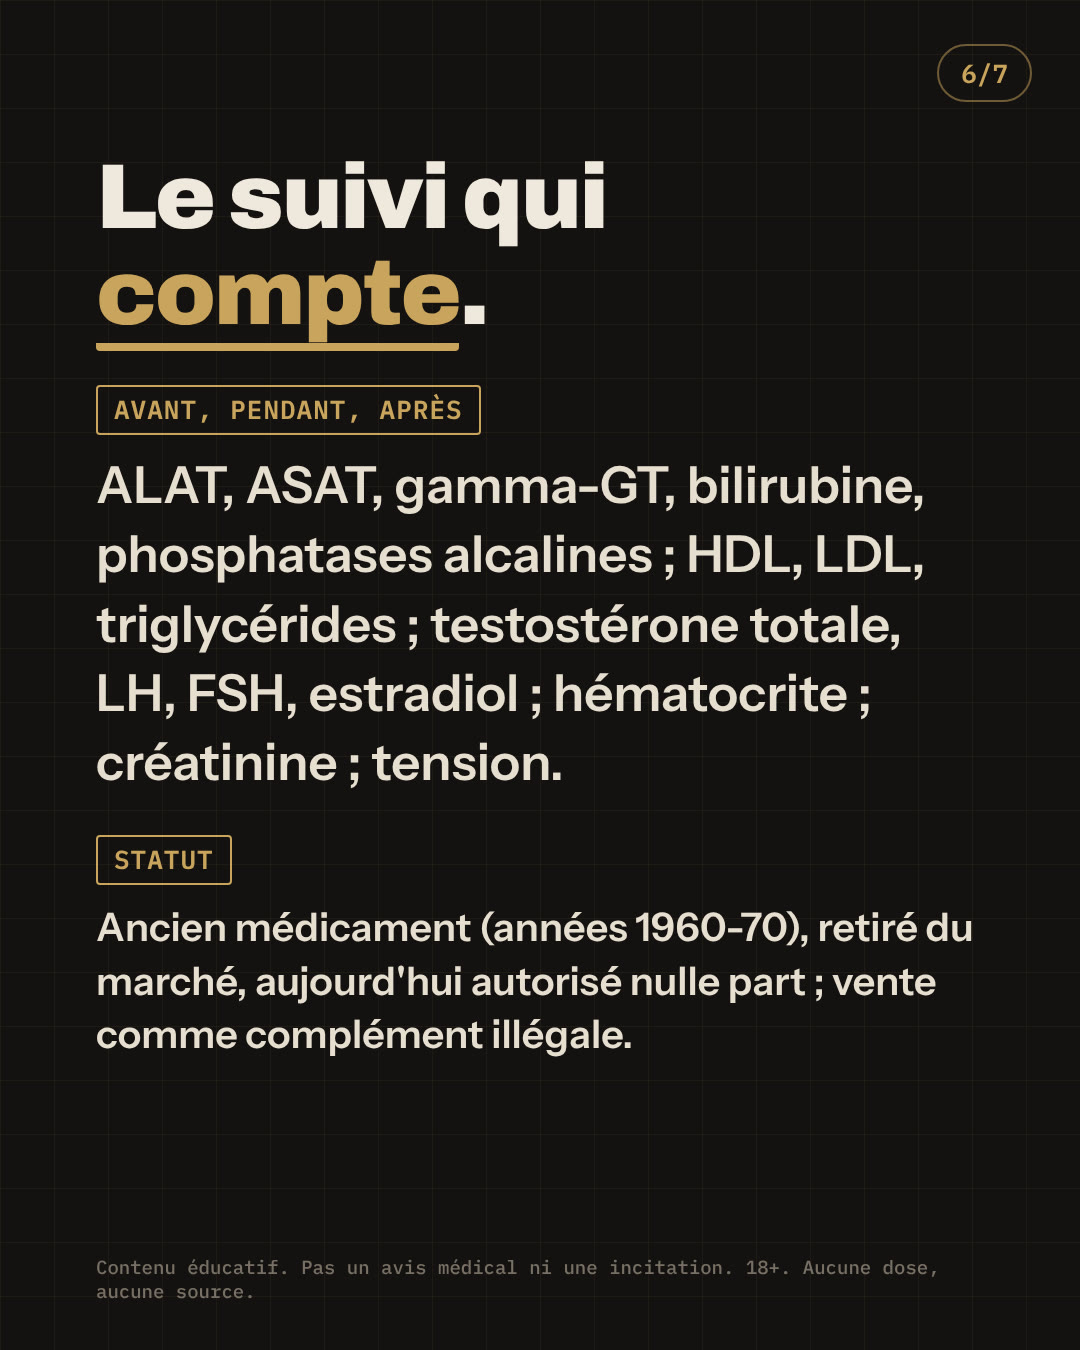 6/7
Le suivi qui
compte.
AVANT, PENDANT, APRÈS
ALAT, ASAT, gamma-GT, bilirubine,
phosphatases alcalines ; HDL, LDL,
triglycérides ; testostérone totale,
LH, FSH, estradiol ; hématocrite ;
créatinine ; tension.
STATUT
Ancien médicament (années 1960-70), retiré du
marché, aujourd'hui autorisé nulle part ; vente
comme complément illégale.
Contenu éducatif. Pas un avis médical ni une incitation. 18+. Aucune dose,
aucune source.